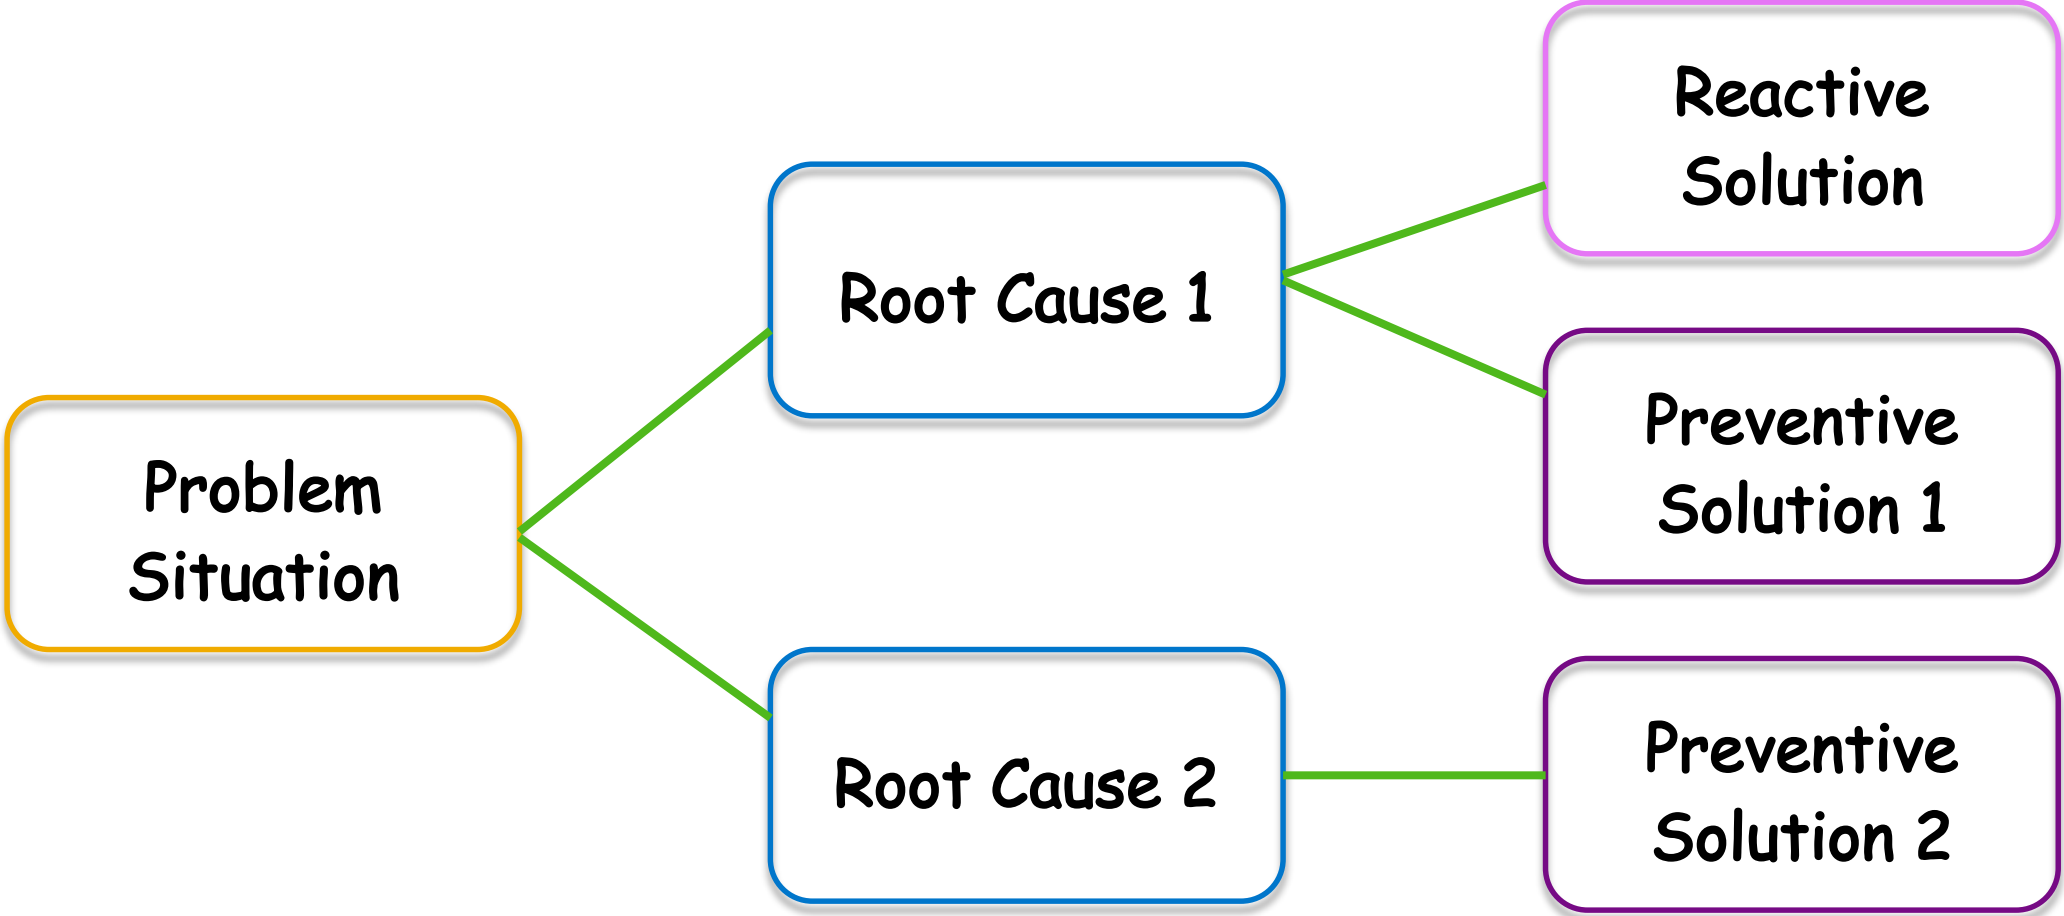 Problem
Situation
Root Cause 1
Root Cause 2
Reactive
Solution
Preventive
Solution 1
Preventive
Solution 2